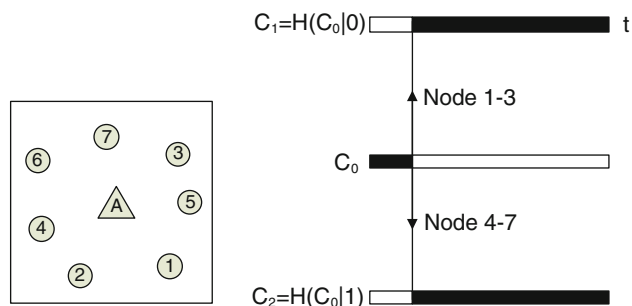 C₁=H(C₀|0) t
Node 1-3
7
6 3
C₀
A 5
4 Node 4-7
2 1
C₂=H(C₀|1)